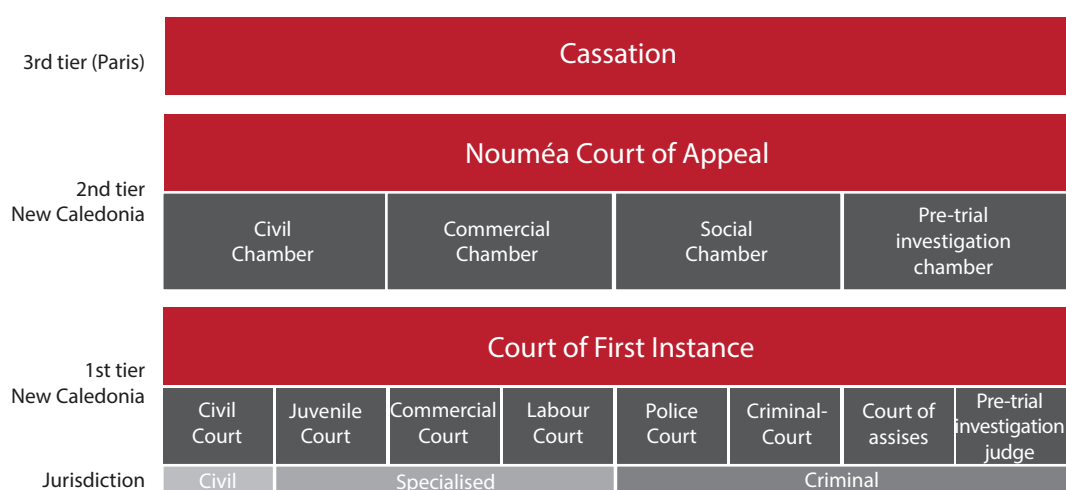 3rd tier (Paris)
Cassation
2nd tier
New Caledonia
Nouméa Court of Appeal
Civil
Chamber
Commercial
Chamber
Social
Chamber
Pre-trial
investigation
chamber
1st tier
New Caledonia
Court of First Instance
Civil
Court
Juvenile
Court
Commercial
Court
Labour
Court
Police
Court
Criminal-
Court
Court of
assises
Pre-trial
investigation
judge
Jurisdiction
Civil
Specialised
Criminal